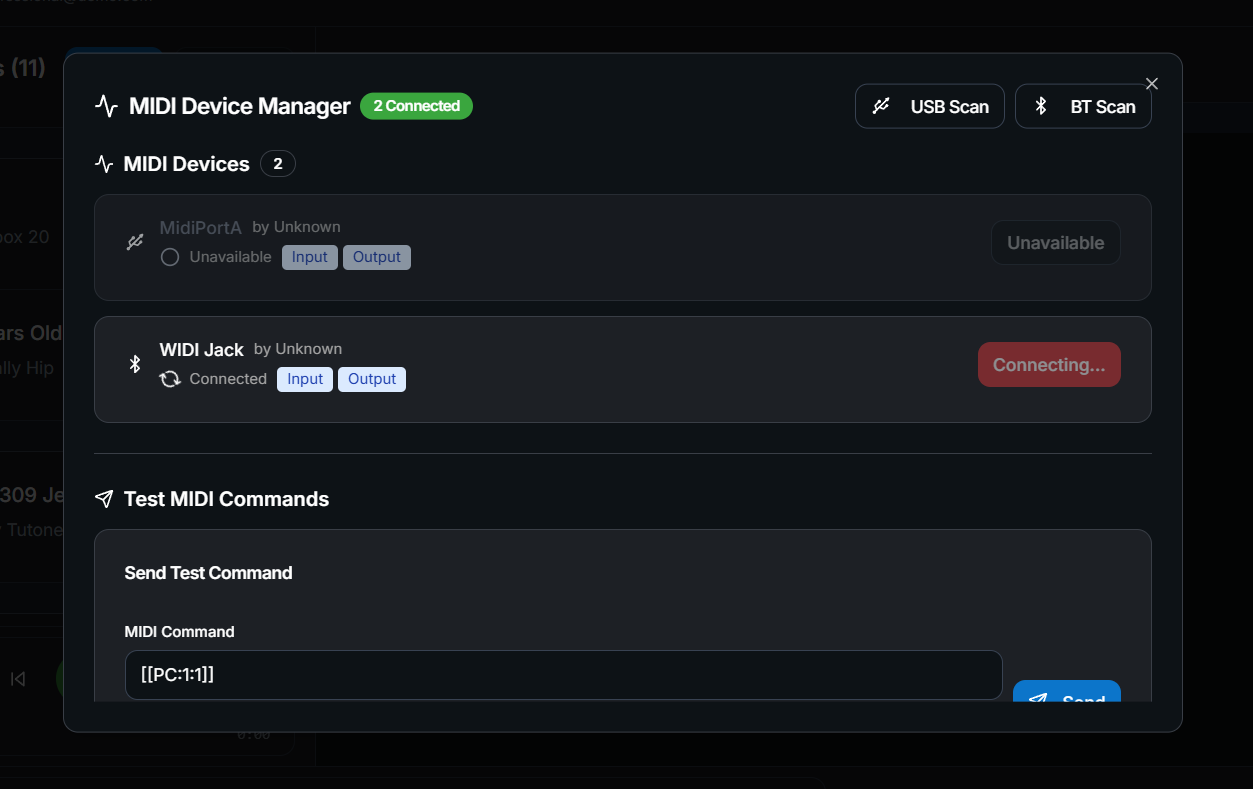 (11)
MIDI Device Manager 2 Connected USB Scan BT Scan
MIDI Devices 2
MidiPortA by Unknown
Unavailable Input Output Unavailable
ox 20
ars Old
WIDI Jack by Unknown
Connected Input Output Connecting...
lly Hip
309 Je
Tutone
Test MIDI Commands
Send Test Command
MIDI Command
[[PC:1:1]]
Send
0:00